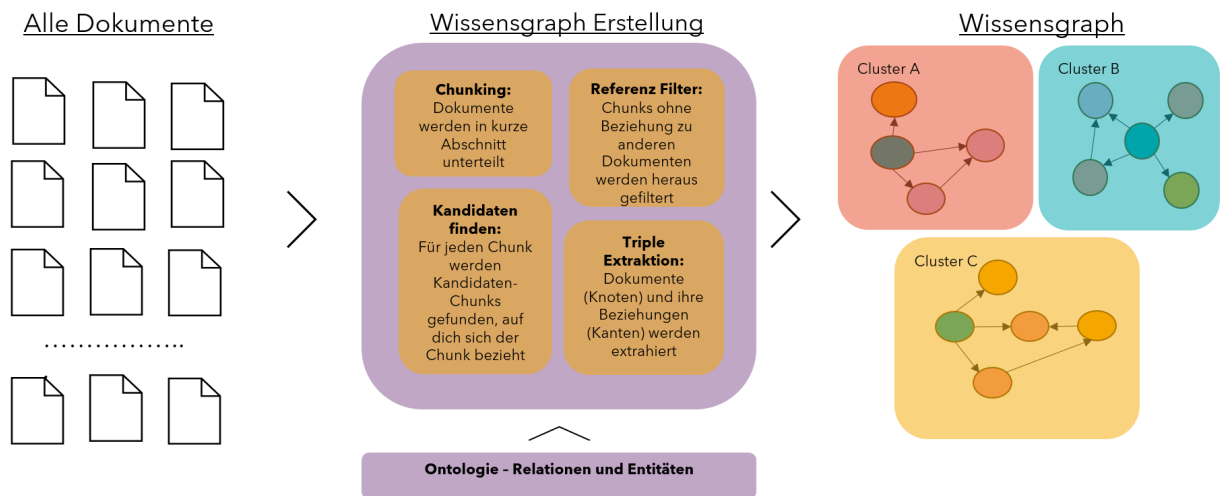 Alle Dokumente
Wissensgraph Erstellung
Chunking:
Dokumente
werden in kurze
Abschnitt
unterteilt
Referenz Filter:
Chunks ohne
Beziehung zu
anderen
Dokumenten
werden heraus
gefiltert
Kandidaten
finden:
Für jeden Chunk
werden
Kandidaten-
Chunks
gefunden, auf
dich sich der
Chunk bezieht
Triple
Extraktion:
Dokumente
(Knoten) und ihre
Beziehungen
(Kanten) werden
extrahiert
Ontologie – Relationen und Entitäten
Wissensgraph
Cluster A
Cluster B
Cluster C